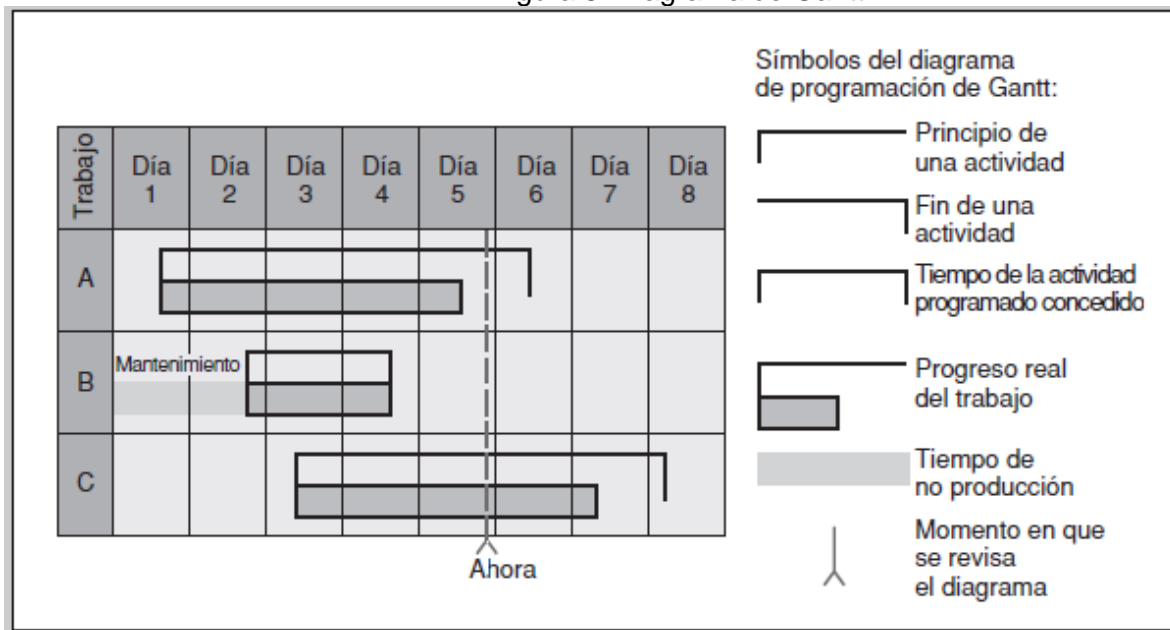 Símbolos del diagrama
de programación de Gantt:
Trabajo
Día 1
Día 2
Día 3
Día 4
Día 5
Día 6
Día 7
Día 8
A
Mantenimiento
B
C
Ahora
Principio de
una actividad
Fin de una
actividad
Tiempo de la actividad
programado concedido
Progreso real
del trabajo
Tiempo de
no producción
Momento en que
se revisa
el diagrama